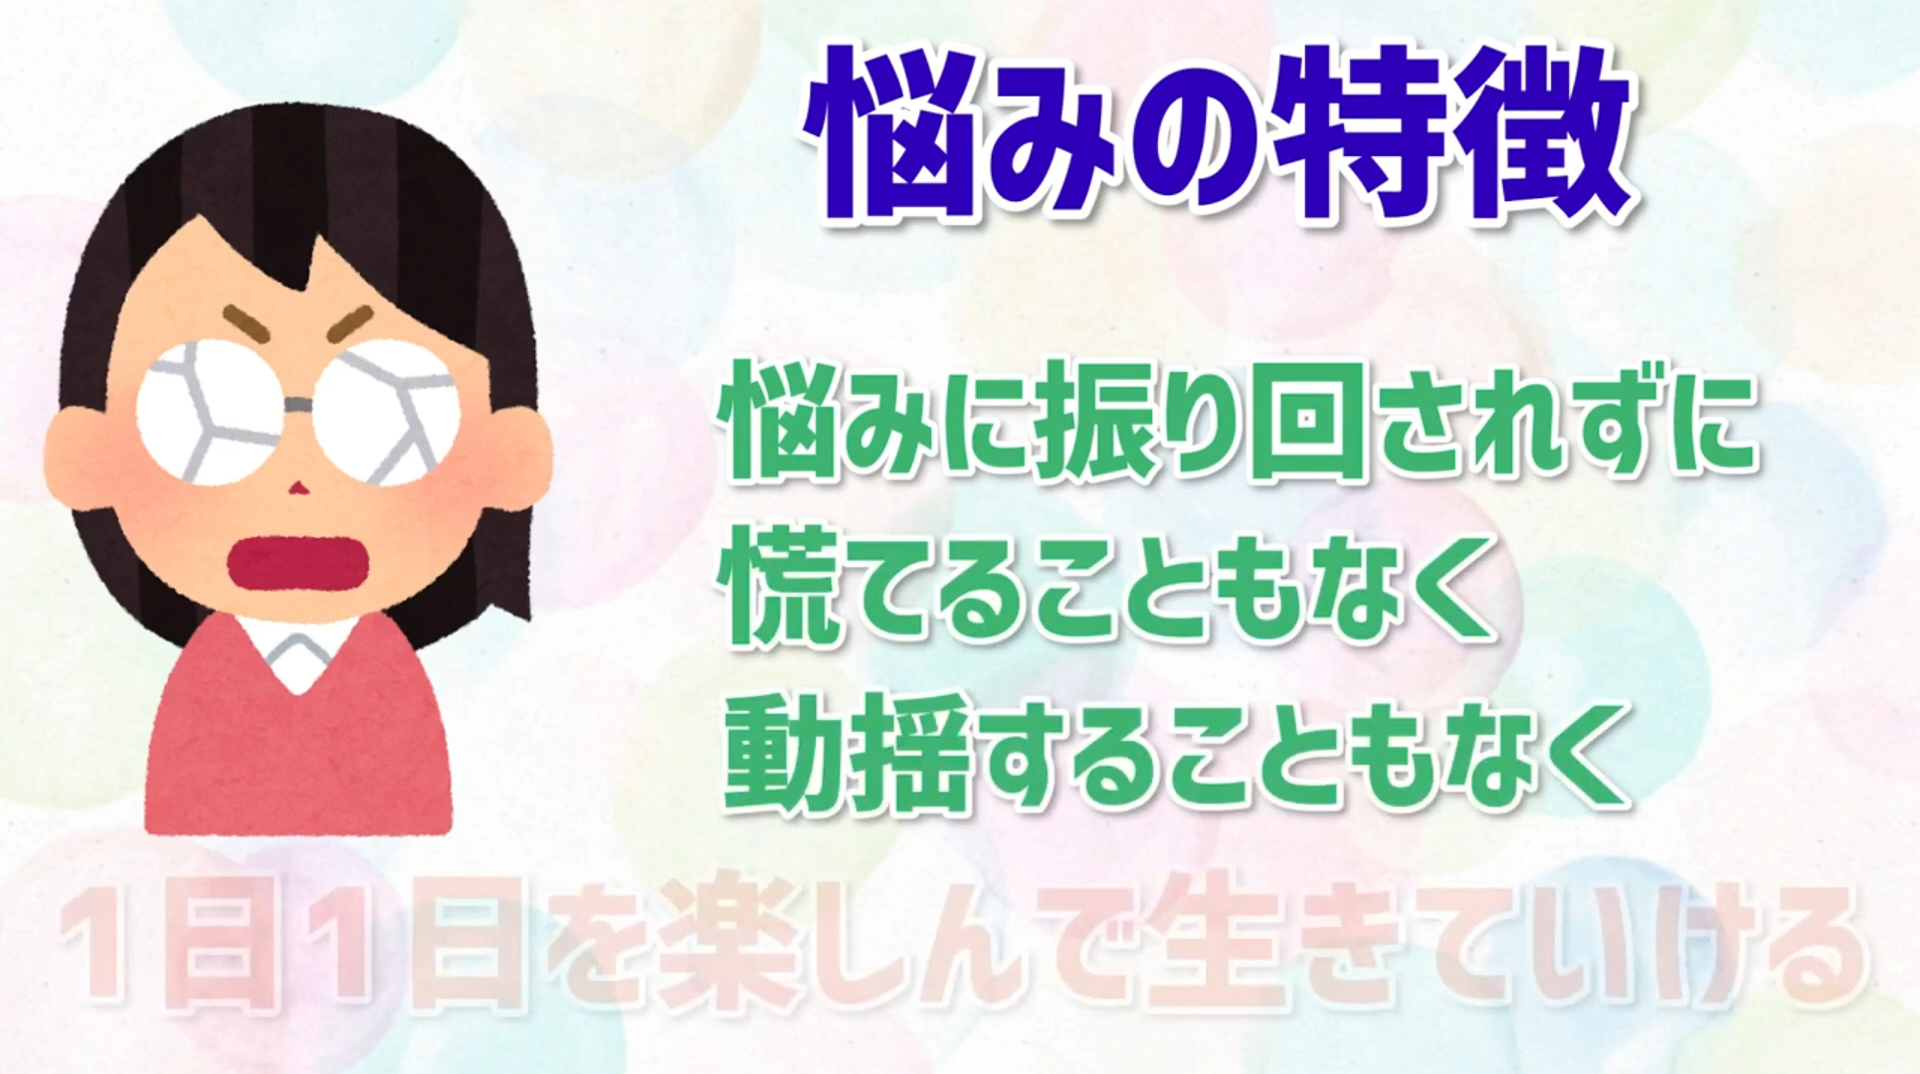 悩みの特徴
悩みに振り回されずに
慌てることもなく
動揺することもなく
1日1日を楽しんで生きていける